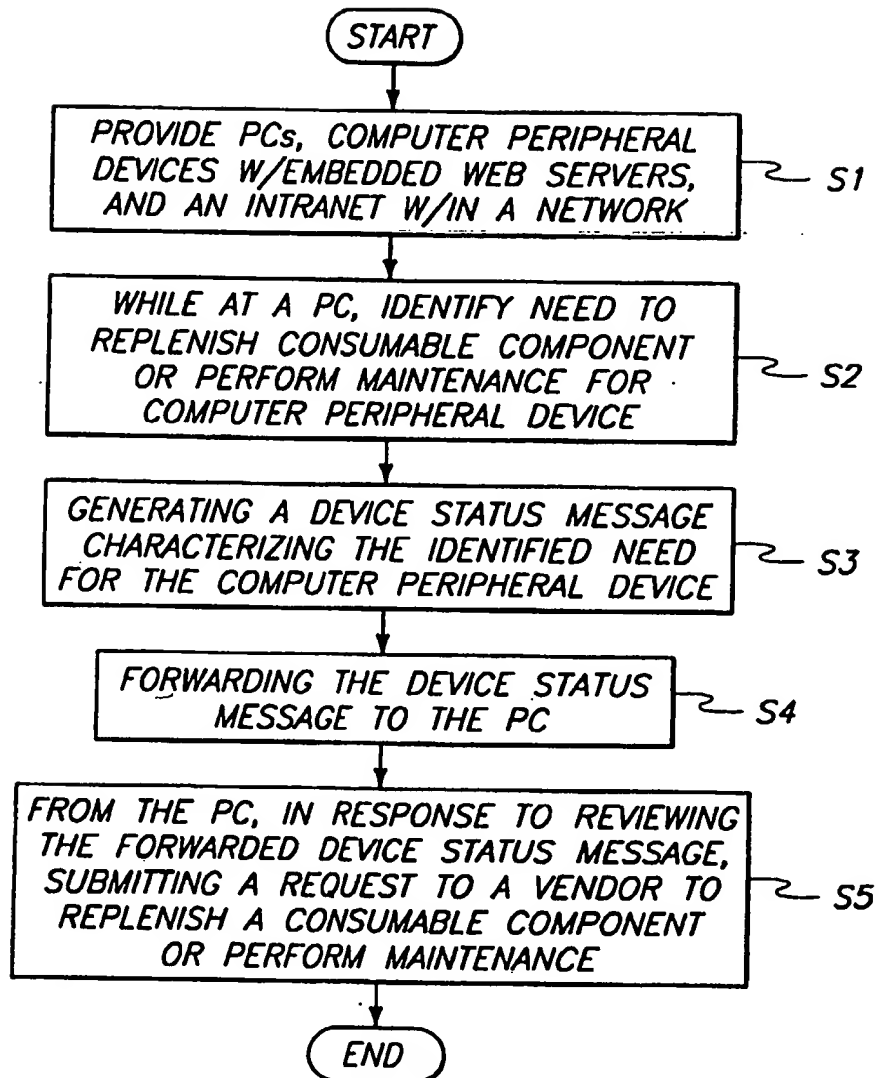 START
PROVIDE PCs, COMPUTER PERIPHERAL
DEVICES W/EMBEDDED WEB SERVERS,
AND AN INTRANET W/IN A NETWORK
S1
WHILE AT A PC, IDENTIFY NEED TO
REPLENISH CONSUMABLE COMPONENT
OR PERFORM MAINTENANCE FOR
COMPUTER PERIPHERAL DEVICE
S2
GENERATING A DEVICE STATUS MESSAGE
CHARACTERIZING THE IDENTIFIED NEED
FOR THE COMPUTER PERIPHERAL DEVICE
S3
FORWARDING THE DEVICE STATUS
MESSAGE TO THE PC
S4
FROM THE PC, IN RESPONSE TO REVIEWING
THE FORWARDED DEVICE STATUS MESSAGE,
SUBMITTING A REQUEST TO A VENDOR TO
REPLENISH A CONSUMABLE COMPONENT
OR PERFORM MAINTENANCE
S5
END